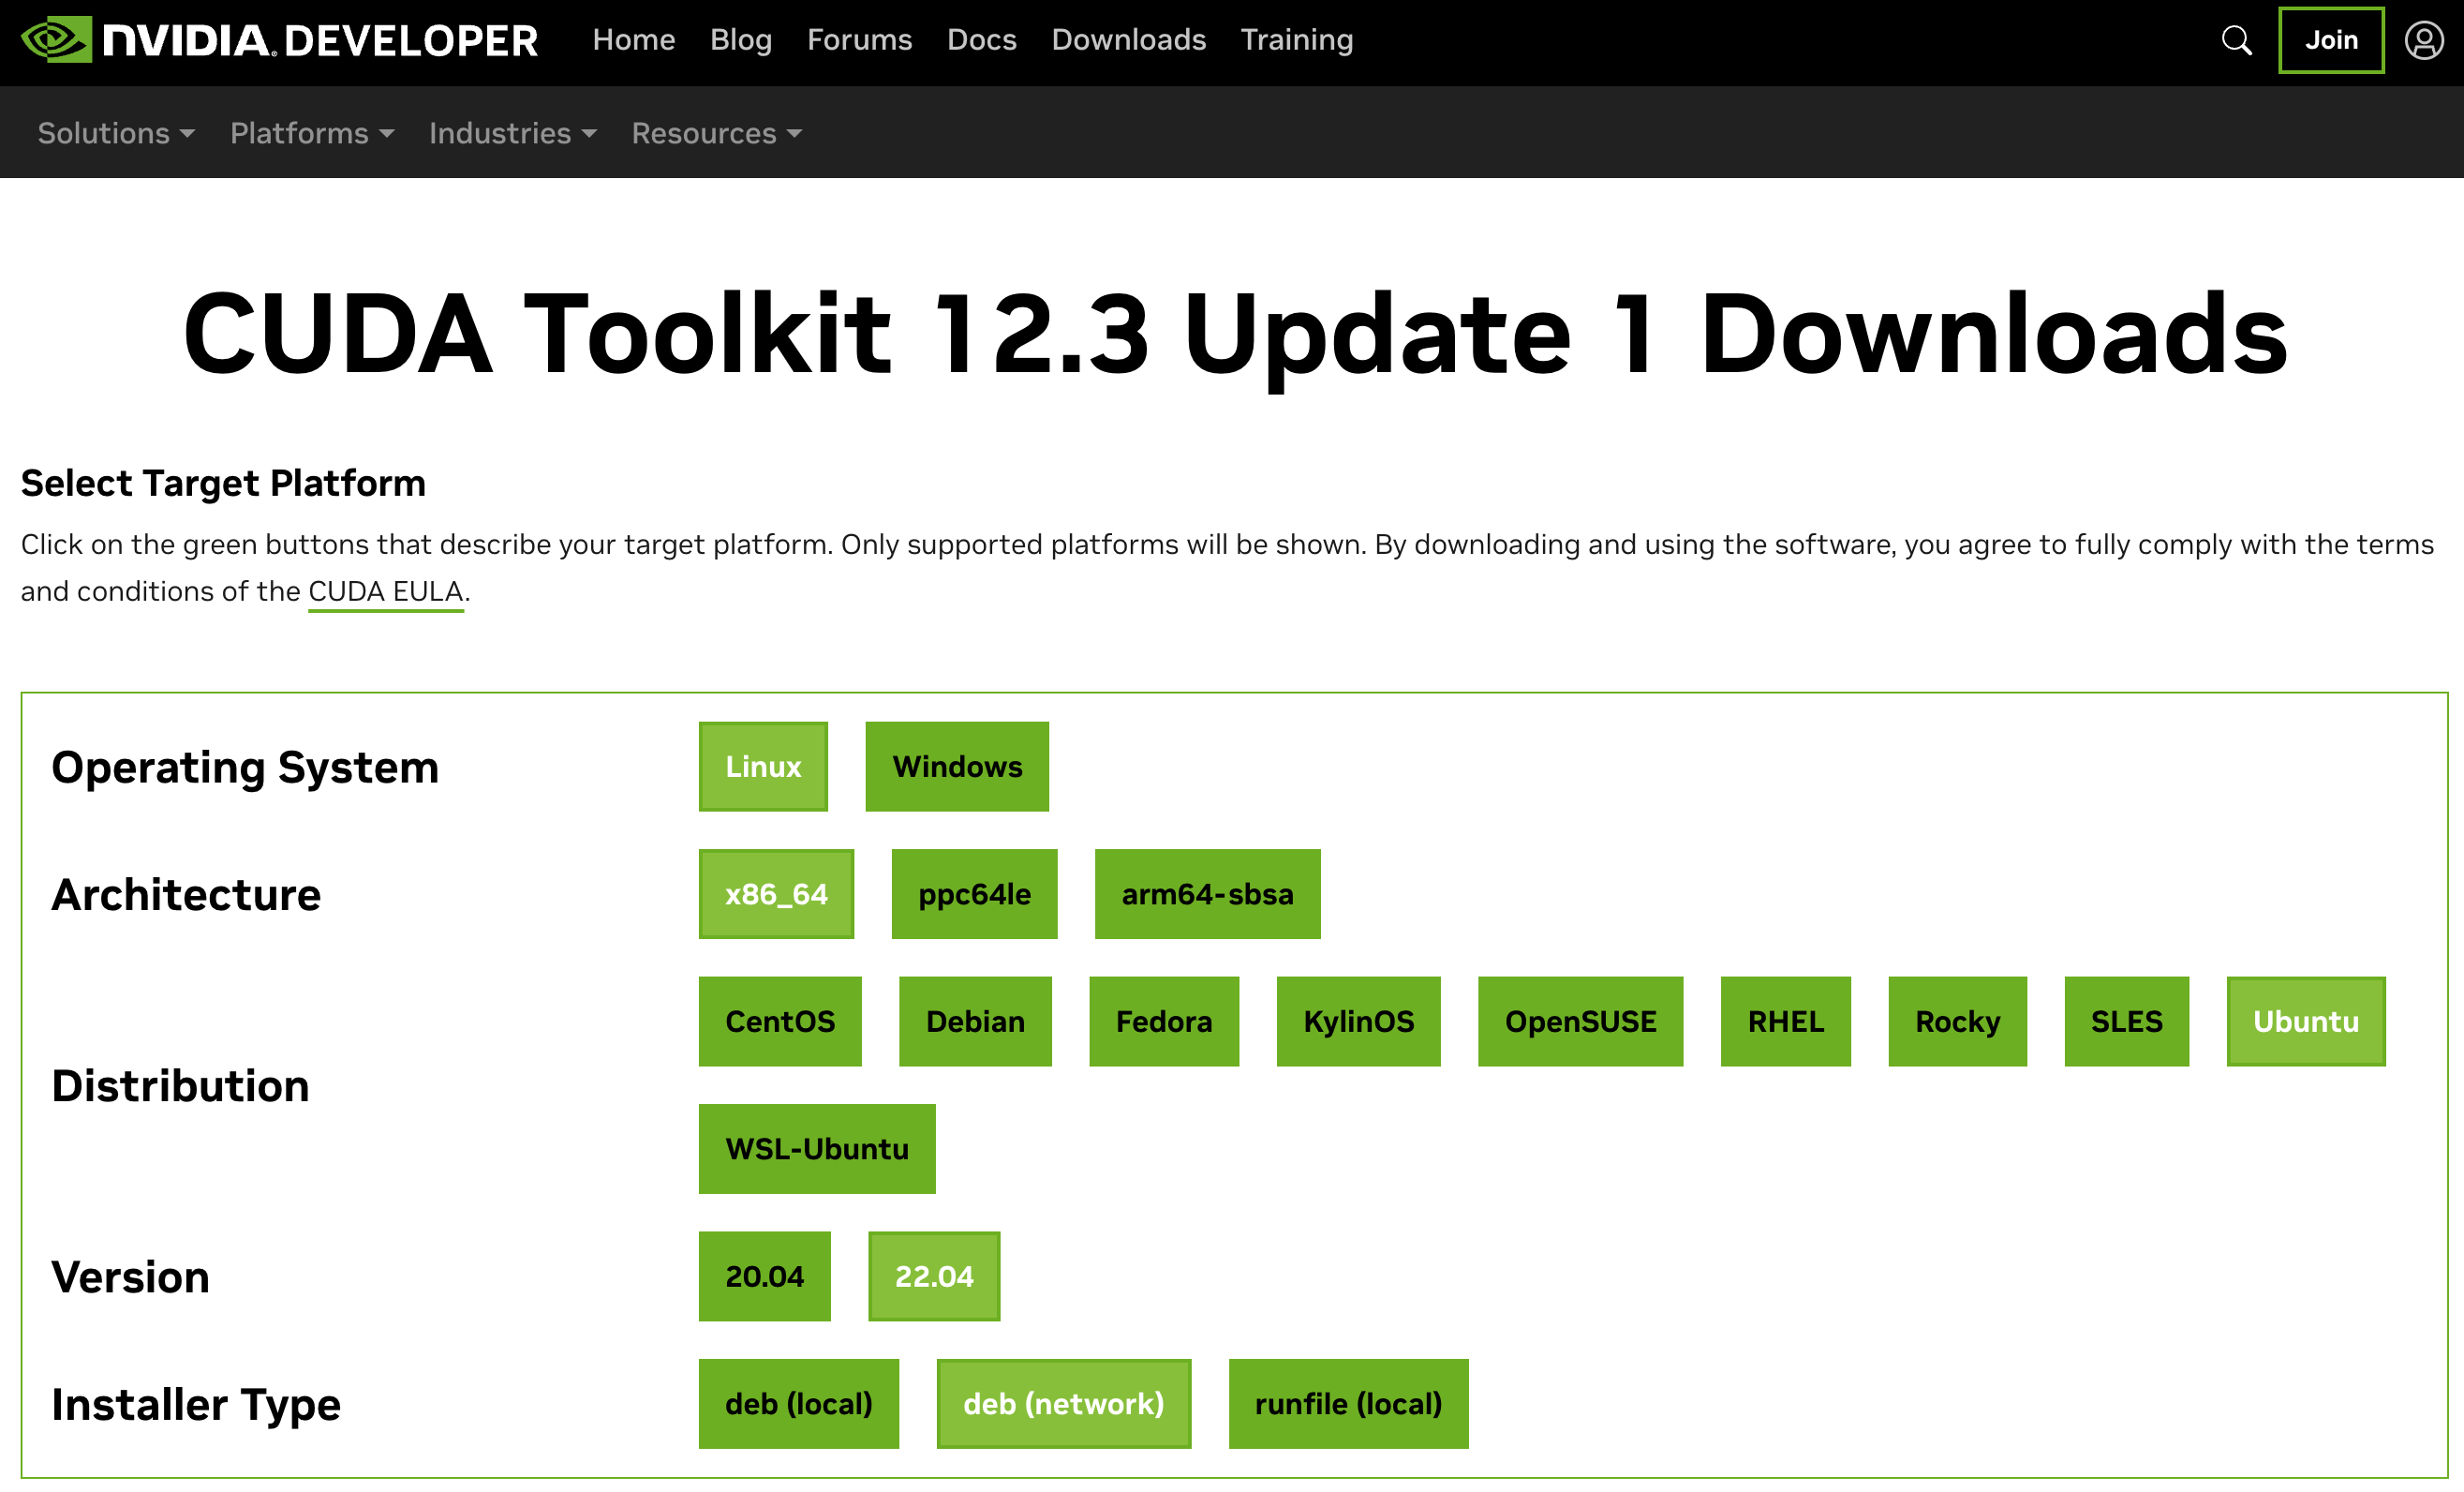 NVIDIA. DEVELOPER Home Blog Forums Docs Downloads Training Join
Solutions Platforms Industries Resources
CUDA Toolkit 12.3 Update 1 Downloads
Select Target Platform
Click on the green buttons that describe your target platform. Only supported platforms will be shown. By downloading and using the software, you agree to fully comply with the terms
and conditions of the CUDA EULA.
Operating System Linux Windows
Architecture x86_64 ppc64le arm64-sbsa
Distribution CentOS Debian Fedora KylinOS OpenSUSE RHEL Rocky SLES Ubuntu
WSL-Ubuntu
Version 20.04 22.04
Installer Type deb (local) deb (network) runfile (local)